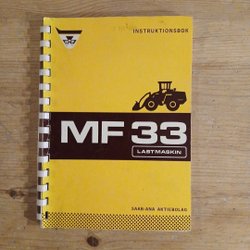 INSTRUKTIONSBOK
MF 33
LASTMASKIN
SAAB-ANA AKTIEBOLAG